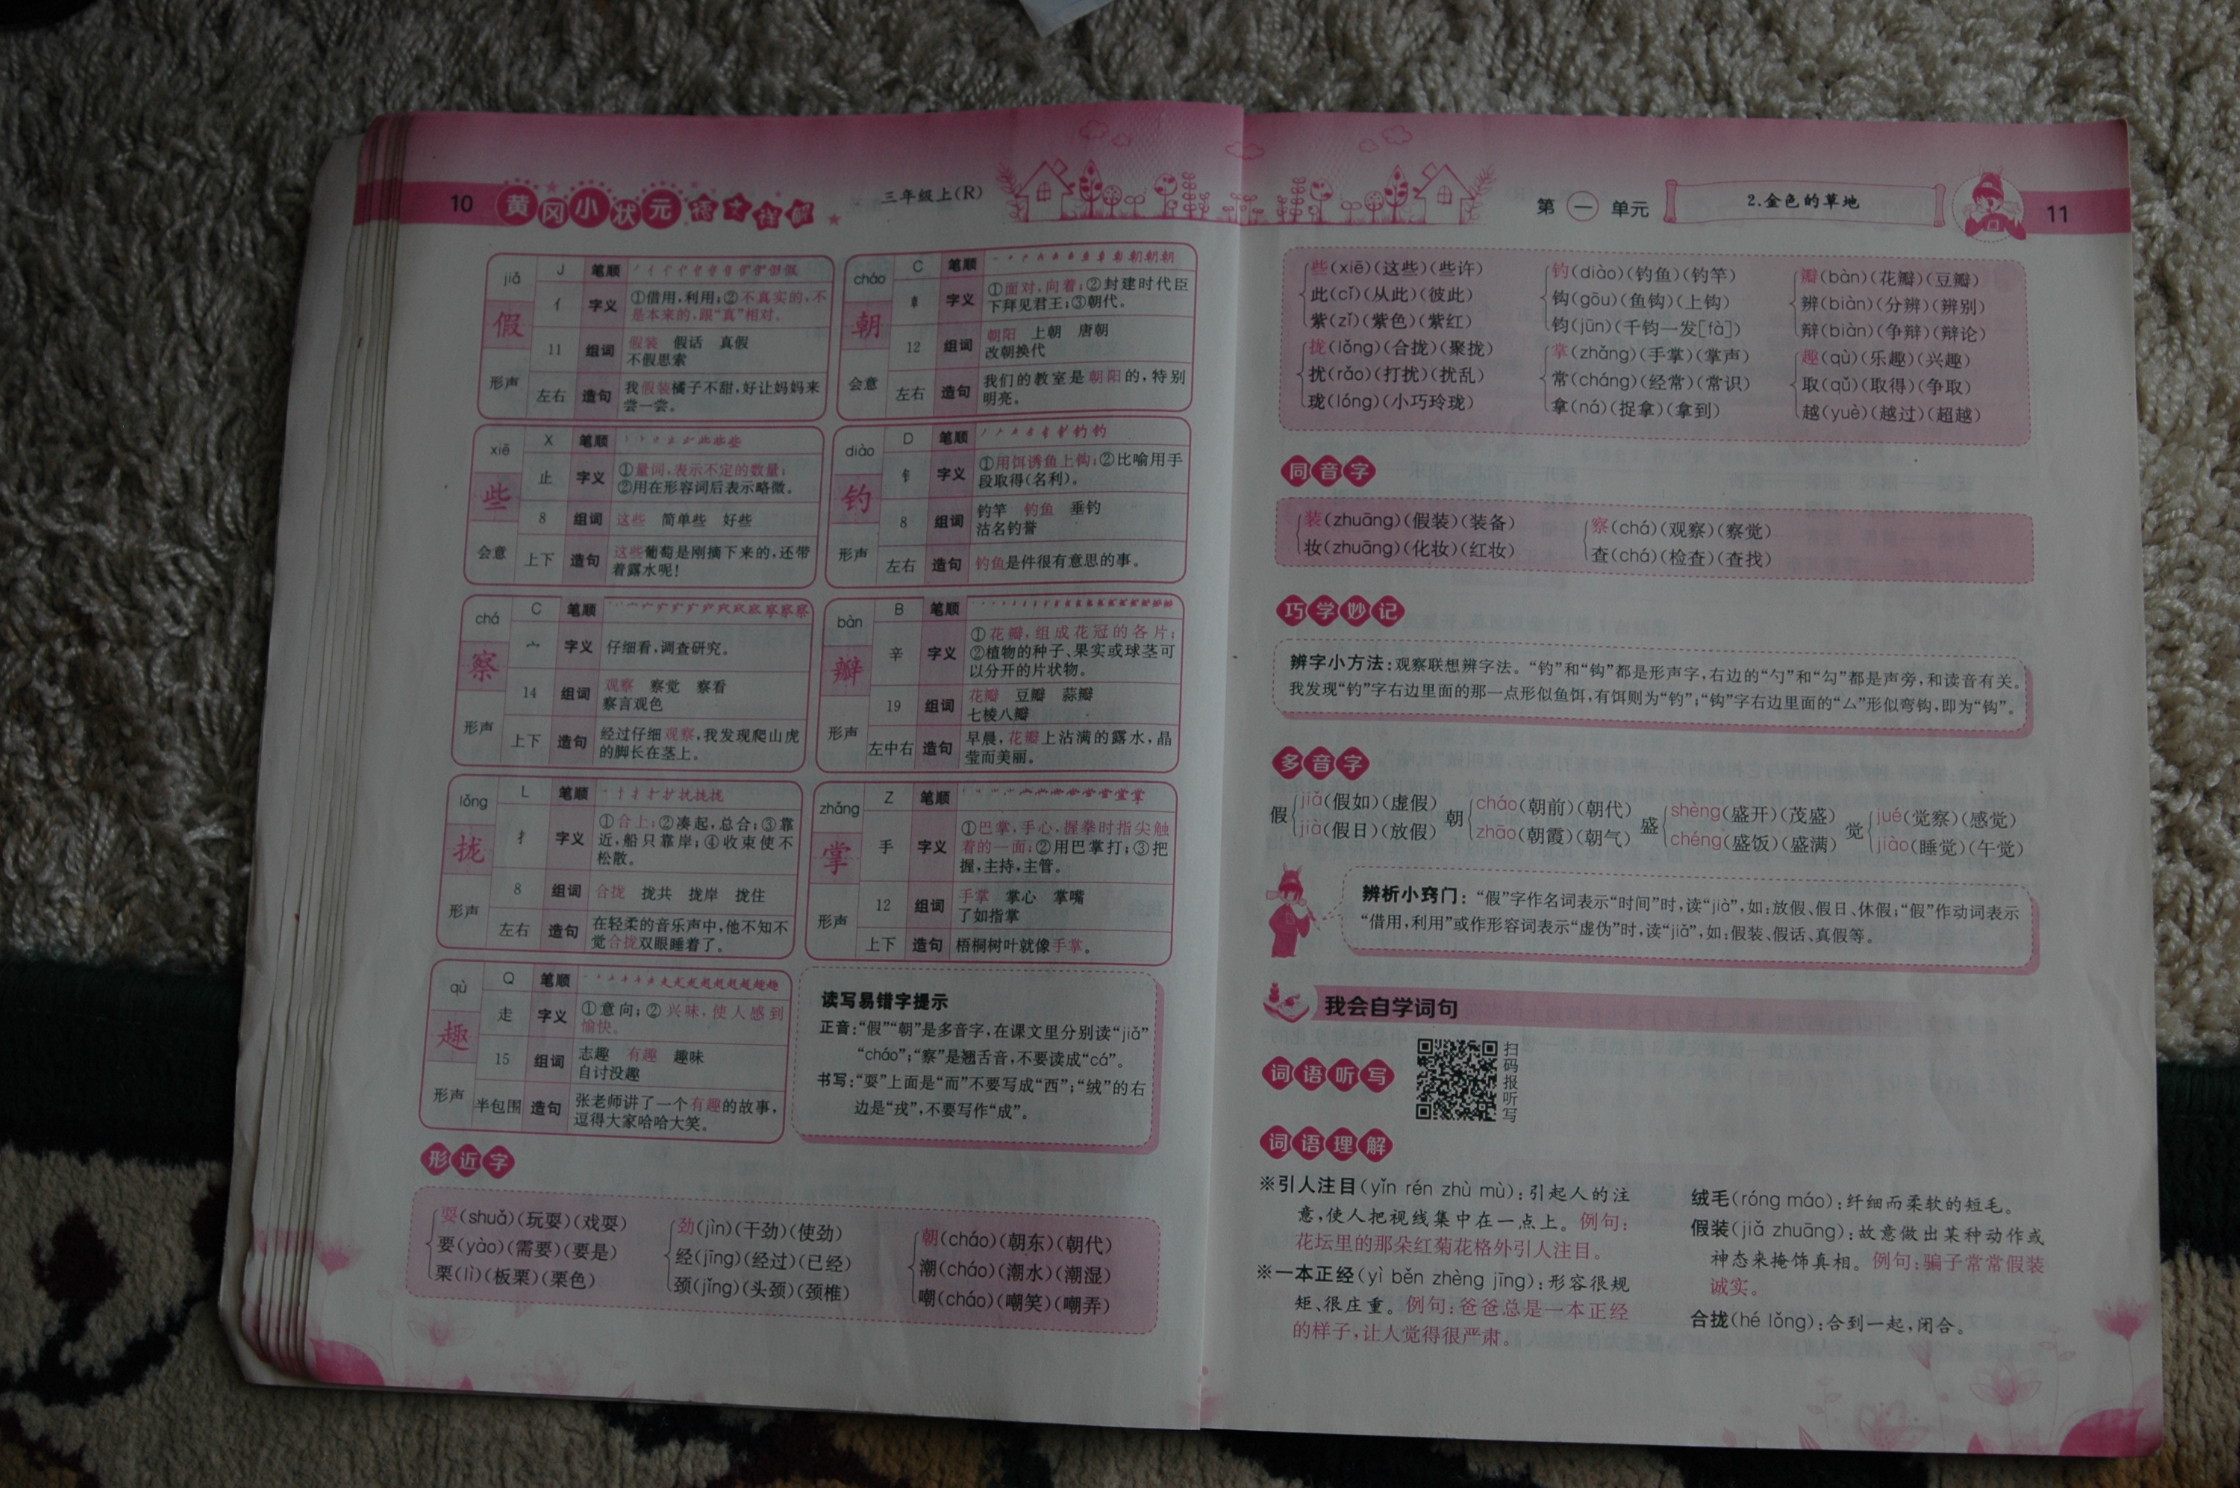 10 黄冈小状元 三年级上(R)
jiǎ J 笔顺
假 亻 字义 ①借用,利用;②不真实的,不是本来的,跟“真”相对。
11 组词 假装 假话 真假
不假思索
形声 左右 造句 我假装橘子不甜,好让妈妈来
尝一尝。
cháo C 笔顺
朝 字义 ①面对;向着;②封建时代臣
下拜见君王;③朝代。
12 组词 朝阳 上朝 唐朝
改朝换代
会意 左右 造句 我们的教室是朝阳的,特别
明亮。
xiē X 笔顺
些 止 字义 ①量词,表示不定的数量;
②用在形容词后表示略微。
8 组词 这些 简单些 好些
会意 上下 造句 这些葡萄是刚摘下来的,还带
着露水呢!
diào D 笔顺
钓 钅 字义 ①用饵诱鱼上钩;②比喻用手
段取得(名利)。
8 组词 钓竿 钓鱼 垂钓
沽名钓誉
形声 左右 造句 钓鱼是件很有意思的事。
chá C 笔顺
察 宀 字义 仔细看,调查研究。
14 组词 观察 察觉 察看
察言观色
形声 上下 造句 经过仔细观察,我发现爬山虎
的脚长在茎上。
bàn B 笔顺
瓣 辛 字义 ①花瓣,组成花冠的各片;
②植物的种子、果实或球茎可
以分开的片状物。
19 组词 花瓣 豆瓣 蒜瓣
七棱八瓣
形声 左中右 造句 早晨,花瓣上沾满的露水,晶
莹而美丽。
lǒng L 笔顺
拢 扌 字义 ①合上;②凑起,总合;③靠
近,船只靠岸;④收束使不
松散。
8 组词 合拢 拢共 拢岸 拢住
形声 左右 造句 在轻柔的音乐声中,他不知不
觉合拢双眼睡着了。
zhǎng Z 笔顺
掌 手 字义 ①巴掌,手心,握拳时指尖触
着的一面;②用巴掌打;③把
握,主持,主管。
12 组词 手掌 掌心 掌嘴
了如指掌
形声 上下 造句 梧桐树叶就像手掌。
qù Q 笔顺
趣 走 字义 ①意向;②兴味,使人感到
愉快。
15 组词 志趣 有趣 趣味
自讨没趣
形声 半包围 造句 张老师讲了一个有趣的故事,
逗得大家哈哈大笑。
读写易错字提示
正音:“假”“朝”是多音字,在课文里分别读“jiǎ”
“cháo”;“察”是翘舌音,不要读成“cá”。
书写:“耍”上面是“而”不要写成“西”;“绒”的右
边是“戎”,不要写作“成”。
形近字
耍(shuǎ)(玩耍)(戏耍)
要(yào)(需要)(要是)
栗(lì)(板栗)(栗色)
劲(jìn)(干劲)(使劲)
经(jīng)(经过)(已经)
颈(jǐng)(头颈)(颈椎)
朝(cháo)(朝东)(朝代)
潮(cháo)(潮水)(潮湿)
嘲(cháo)(嘲笑)(嘲弄)
第一单元 2.金色的草地 11
些(xiē)(这些)(些许)
此(cǐ)(从此)(彼此)
紫(zǐ)(紫色)(紫红)
拢(lǒng)(合拢)(聚拢)
扰(rǎo)(打扰)(扰乱)
珑(lóng)(小巧玲珑)
钓(diào)(钓鱼)(钓竿)
钩(gōu)(鱼钩)(上钩)
钧(jūn)(千钧一发[fà])
掌(zhǎng)(手掌)(掌声)
常(cháng)(经常)(常识)
拿(ná)(捉拿)(拿到)
瓣(bàn)(花瓣)(豆瓣)
辨(biàn)(分辨)(辨别)
辩(biàn)(争辩)(辩论)
趣(qù)(乐趣)(兴趣)
取(qǔ)(取得)(争取)
越(yuè)(越过)(超越)
同音字
装(zhuāng)(假装)(装备)
妆(zhuāng)(化妆)(红妆)
察(chá)(观察)(察觉)
查(chá)(检查)(查找)
巧学妙记
辨字小方法:观察联想辨字法。“钓”和“钩”都是形声字,右边的“勺”和“勾”都是声旁,和读音有关。
我发现“钓”字右边里面的那一点形似鱼饵,有饵则为“钓”;“钩”字右边里面的“厶”形似弯钩,即为“钩”。
多音字
假 jiǎ(假如)(虚假)
jià(假日)(放假)
朝 cháo(朝前)(朝代)
zhāo(朝霞)(朝气)
盛 shèng(盛开)(茂盛)
chéng(盛饭)(盛满)
觉 jué(觉察)(感觉)
jiào(睡觉)(午觉)
辨析小窍门:“假”字作名词表示“时间”时,读“jià”,如:放假、假日、休假;“假”作动词表示
“借用,利用”或作形容词表示“虚伪”时,读“jiǎ”,如:假装、假话、真假等。
我会自学词句
词语听写
扫码报听写
词语理解
※引人注目(yǐn rén zhù mù):引起人的注
意,使人把视线集中在一点上。例句:
花坛里的那朵红菊花格外引人注目。
※一本正经(yì běn zhèng jīng):形容很规
矩,很庄重。例句:爸爸总是一本正经
的样子,让人觉得很严肃。
绒毛(róng máo):纤细而柔软的短毛。
假装(jiǎ zhuāng):故意做出某种动作或
神态来掩饰真相。例句:骗子常常假装
诚实。
合拢(hé lǒng):合到一起,闭合。